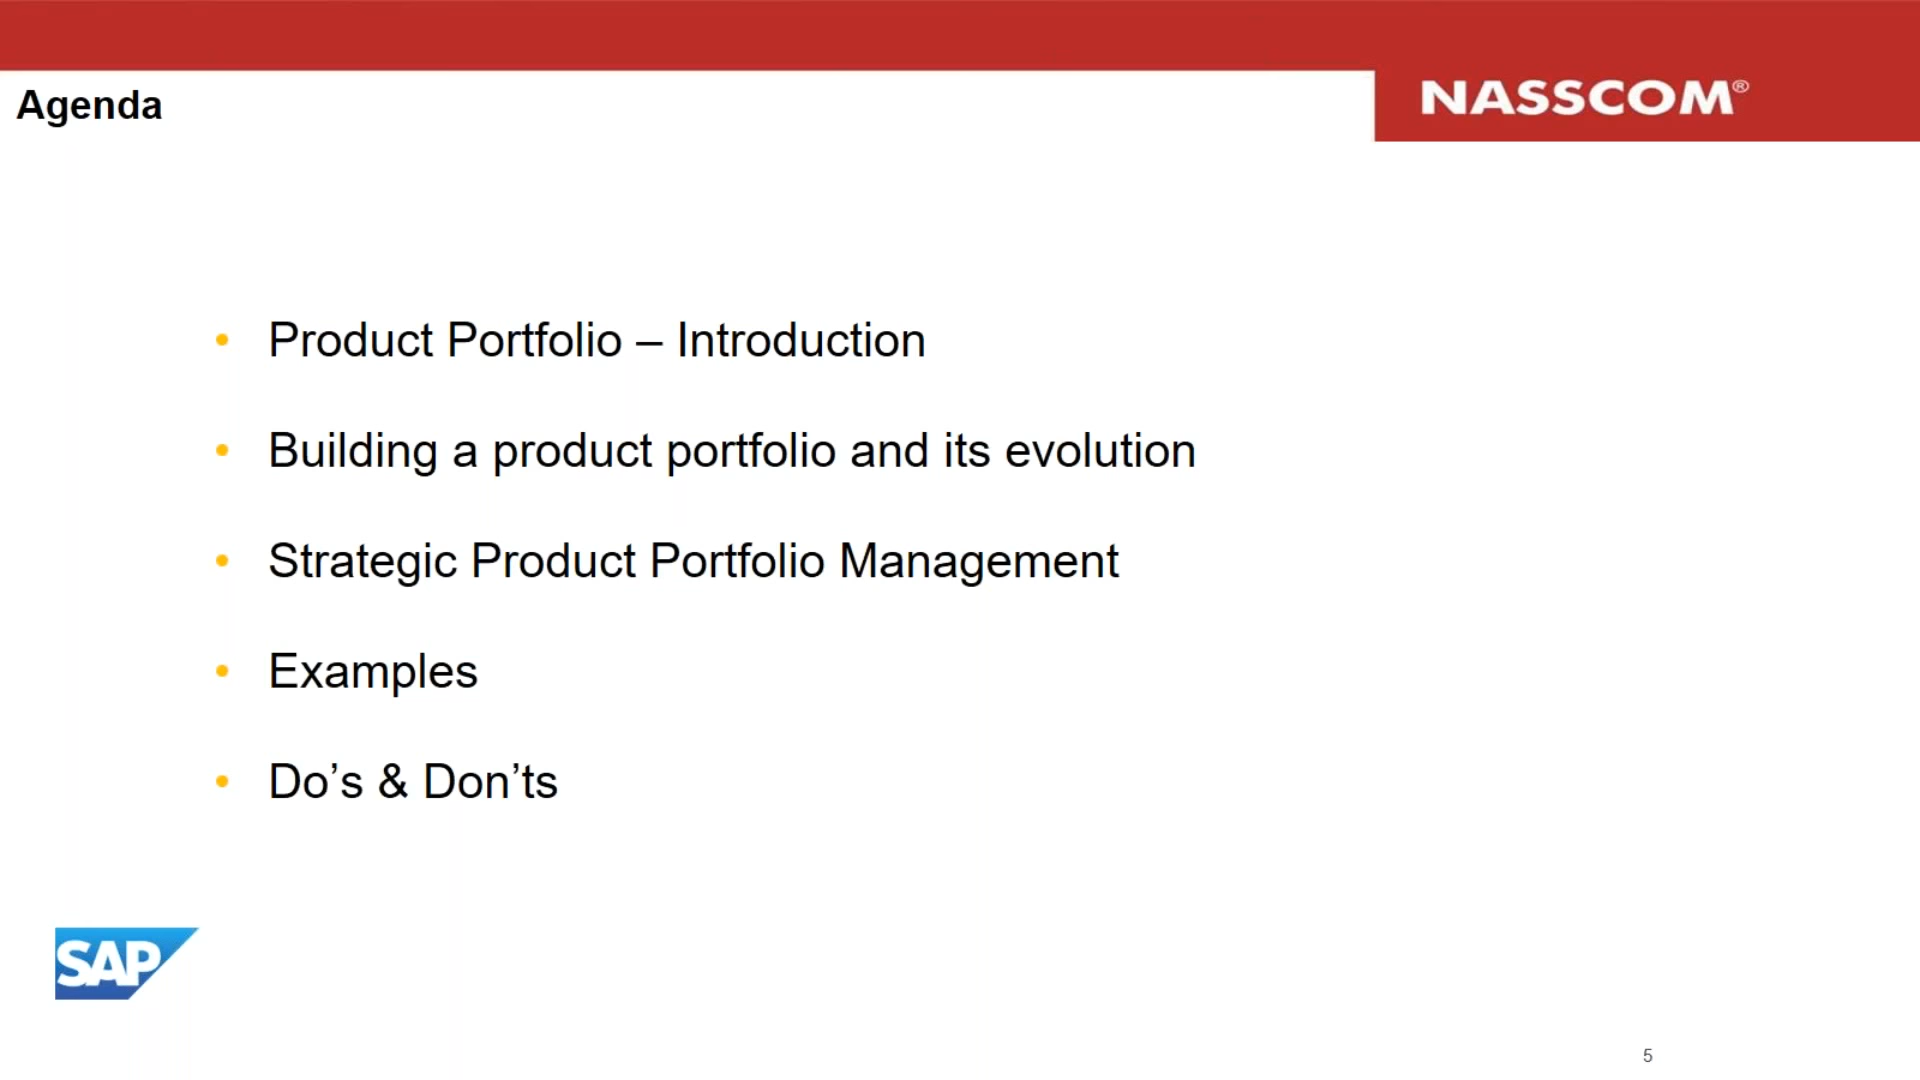 Agenda
NASSCOM®
• Product Portfolio – Introduction
• Building a product portfolio and its evolution
• Strategic Product Portfolio Management
• Examples
• Do’s & Don’ts
SAP
5